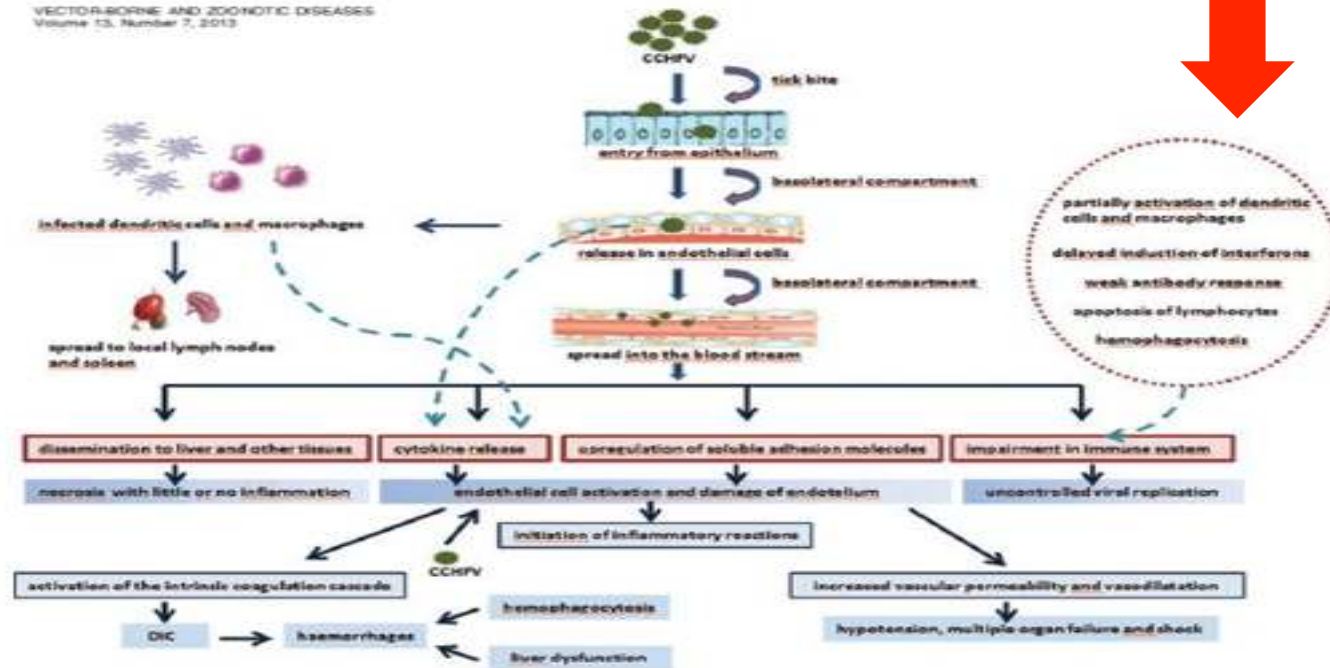 VECTOR-BORNE AND ZOONOTIC DISEASES
Volume 13, Number 7, 2013
CCHFV
tick bite
entry from epithelium
basolateral compartment
infected dendritic cells and macrophages
release in endothelial cells
basolateral compartment
spread to local lymph nodes
and spleen
spread into the blood stream
partially activation of dendritic
cells and macrophages
delayed induction of interferons
weak antibody response
apoptosis of lymphocytes
hemophagocytosis
dissemination to liver and other tissues
cytokine release
upregulation of soluble adhesion molecules
impairment in immune system
necrosis with little or no inflammation
endothelial cell activation and damage of endotelium
uncontrolled viral replication
initiation of inflammatory reactions
CCHFV
activation of the intrinsic coagulation cascade
increased vascular permeability and vasodilatation
hemophagocytosis
DIC
haemorrhages
hypotension, multiple organ failure and shock
liver dysfunction